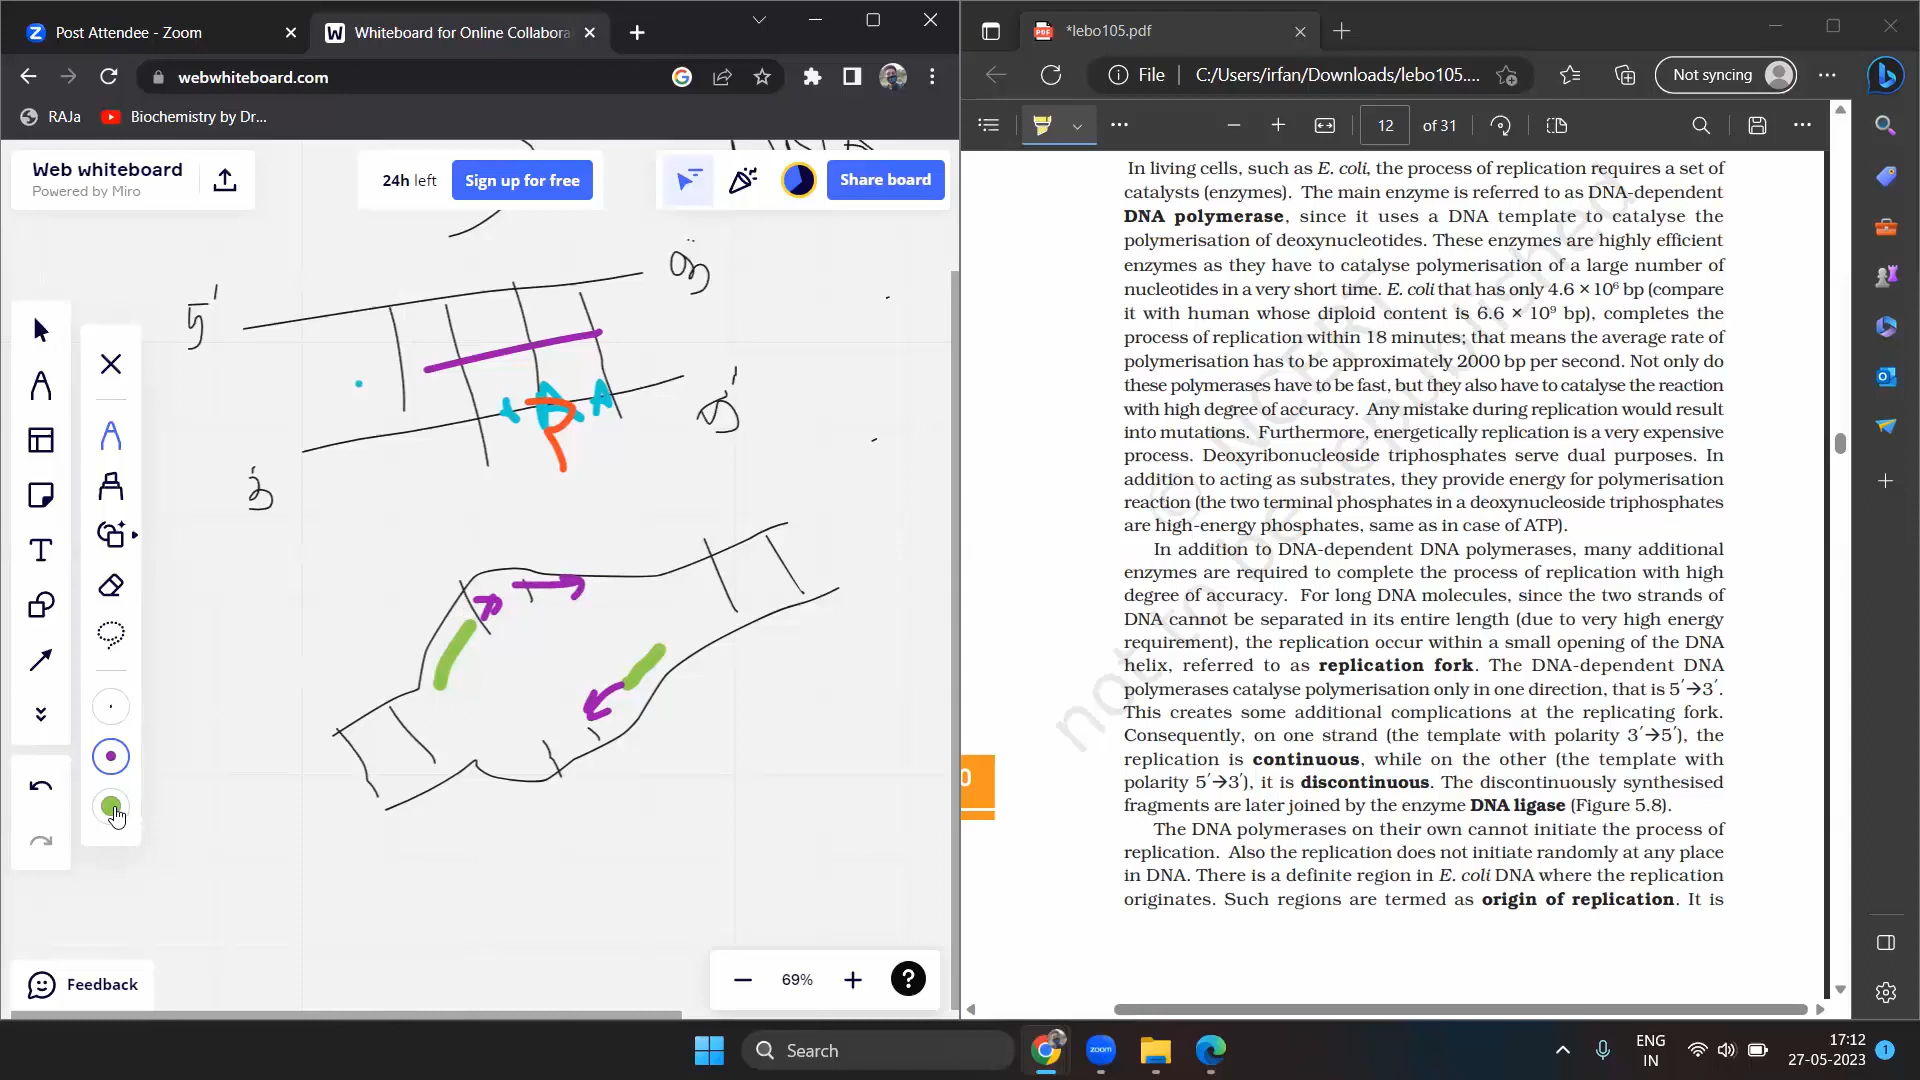 Post Attendee - Zoom
Whiteboard for Online Collabora
webwhiteboard.com
RAJa
Biochemistry by Dr...
Web whiteboard
Powered by Miro
24h left
Sign up for free
Share board
5'
3'
5'
P
A
Feedback
69%
*lebo105.pdf
File
C:/Users/irfan/Downloads/lebo105....
Not syncing
12
of 31
In living cells, such as E. coli, the process of replication requires a set of
catalysts (enzymes). The main enzyme is referred to as DNA-dependent
DNA polymerase, since it uses a DNA template to catalyse the
polymerisation of deoxynucleotides. These enzymes are highly efficient
enzymes as they have to catalyse polymerisation of a large number of
nucleotides in a very short time. E. coli that has only 4.6 × 10⁶ bp (compare
it with human whose diploid content is 6.6 × 10⁹ bp), completes the
process of replication within 18 minutes; that means the average rate of
polymerisation has to be approximately 2000 bp per second. Not only do
these polymerases have to be fast, but they also have to catalyse the reaction
with high degree of accuracy. Any mistake during replication would result
into mutations. Furthermore, energetically replication is a very expensive
process. Deoxyribonucleoside triphosphates serve dual purposes. In
addition to acting as substrates, they provide energy for polymerisation
reaction (the two terminal phosphates in a deoxynucleoside triphosphates
are high-energy phosphates, same as in case of ATP).
In addition to DNA-dependent DNA polymerases, many additional
enzymes are required to complete the process of replication with high
degree of accuracy. For long DNA molecules, since the two strands of
DNA cannot be separated in its entire length (due to very high energy
requirement), the replication occur within a small opening of the DNA
helix, referred to as replication fork. The DNA-dependent DNA
polymerases catalyse polymerisation only in one direction, that is 5′→3′.
This creates some additional complications at the replicating fork.
Consequently, on one strand (the template with polarity 3′→5′), the
replication is continuous, while on the other (the template with
polarity 5′→3′), it is discontinuous. The discontinuously synthesised
fragments are later joined by the enzyme DNA ligase (Figure 5.8).
The DNA polymerases on their own cannot initiate the process of
replication. Also the replication does not initiate randomly at any place
in DNA. There is a definite region in E. coli DNA where the replication
originates. Such regions are termed as origin of replication. It is
© NCERT
not to be republished
0
Search
zoom
ENG
IN
17:12
27-05-2023
1